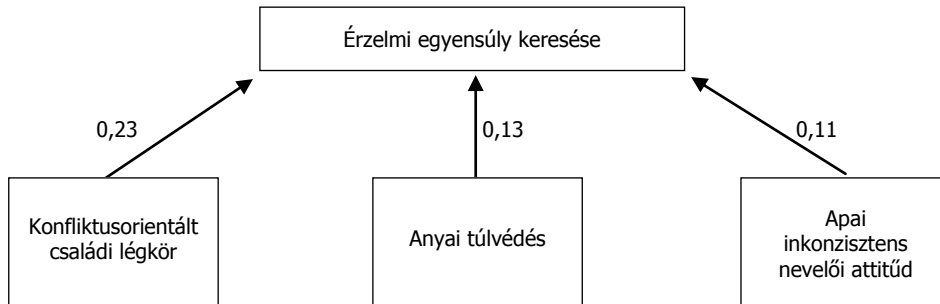 Érzelmi egyensúly keresése
0,23
0,13
0,11
Konfliktusorientált
családi légkör
Anyai túlvédés
Apai
inkonzisztens
nevelői attitűd